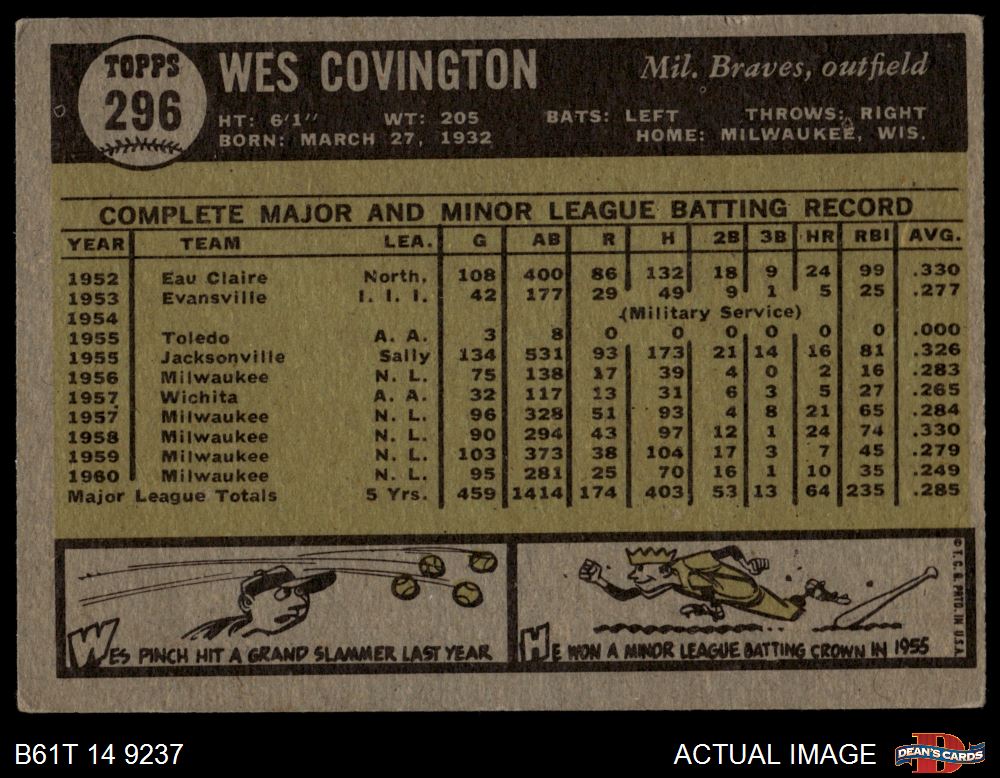 TOPPS
296
WES COVINGTON
Mil. Braves, outfield
HT: 6'1" WT: 205 BATS: LEFT THROWS: RIGHT
BORN: MARCH 27, 1932 HOME: MILWAUKEE, WIS.
COMPLETE MAJOR AND MINOR LEAGUE BATTING RECORD
YEAR TEAM LEA. G AB R H 2B 3B HR RBI AVG.
1952 Eau Claire North. 108 400 86 132 18 9 24 99 .330
1953 Evansville I. I. I. 42 177 29 49 9 1 5 25 .277
1954 (Military Service)
1955 Toledo A. A. 3 8 0 0 0 0 0 0 .000
1955 Jacksonville Sally 134 531 93 173 21 14 16 81 .326
1956 Milwaukee N. L. 75 138 17 39 4 0 2 16 .283
1957 Wichita A. A. 32 117 13 31 6 3 5 27 .265
1957 Milwaukee N. L. 96 328 51 93 4 8 21 65 .284
1958 Milwaukee N. L. 90 294 43 97 12 1 24 74 .330
1959 Milwaukee N. L. 103 373 38 104 17 3 7 45 .279
1960 Milwaukee N. L. 95 281 25 70 16 1 10 35 .249
Major League Totals 5 Yrs. 459 1414 174 403 53 13 64 235 .285
WES PINCH HIT A GRAND SLAMMER LAST YEAR
HE WON A MINOR LEAGUE BATTING CROWN IN 1955
© T. C. G. PRTD. IN U.S.A.
B61T 14 9237
ACTUAL IMAGE
DEAN'S CARDS